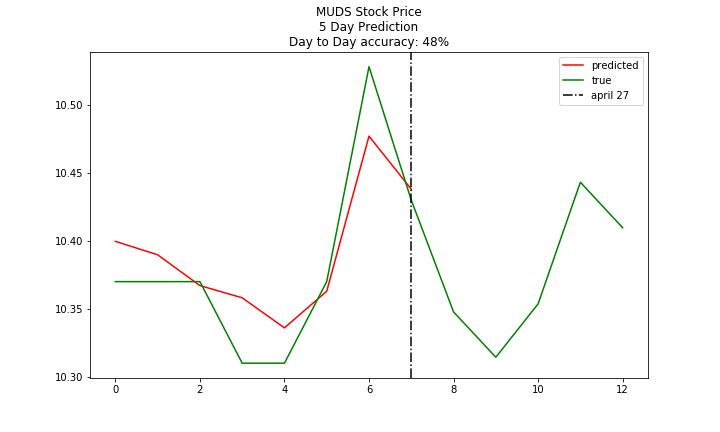 MUDS Stock Price
5 Day Prediction
Day to Day accuracy: 48%
predicted
true
april 27
10.50
10.45
10.40
10.35
10.30
0 2 4 6 8 10 12